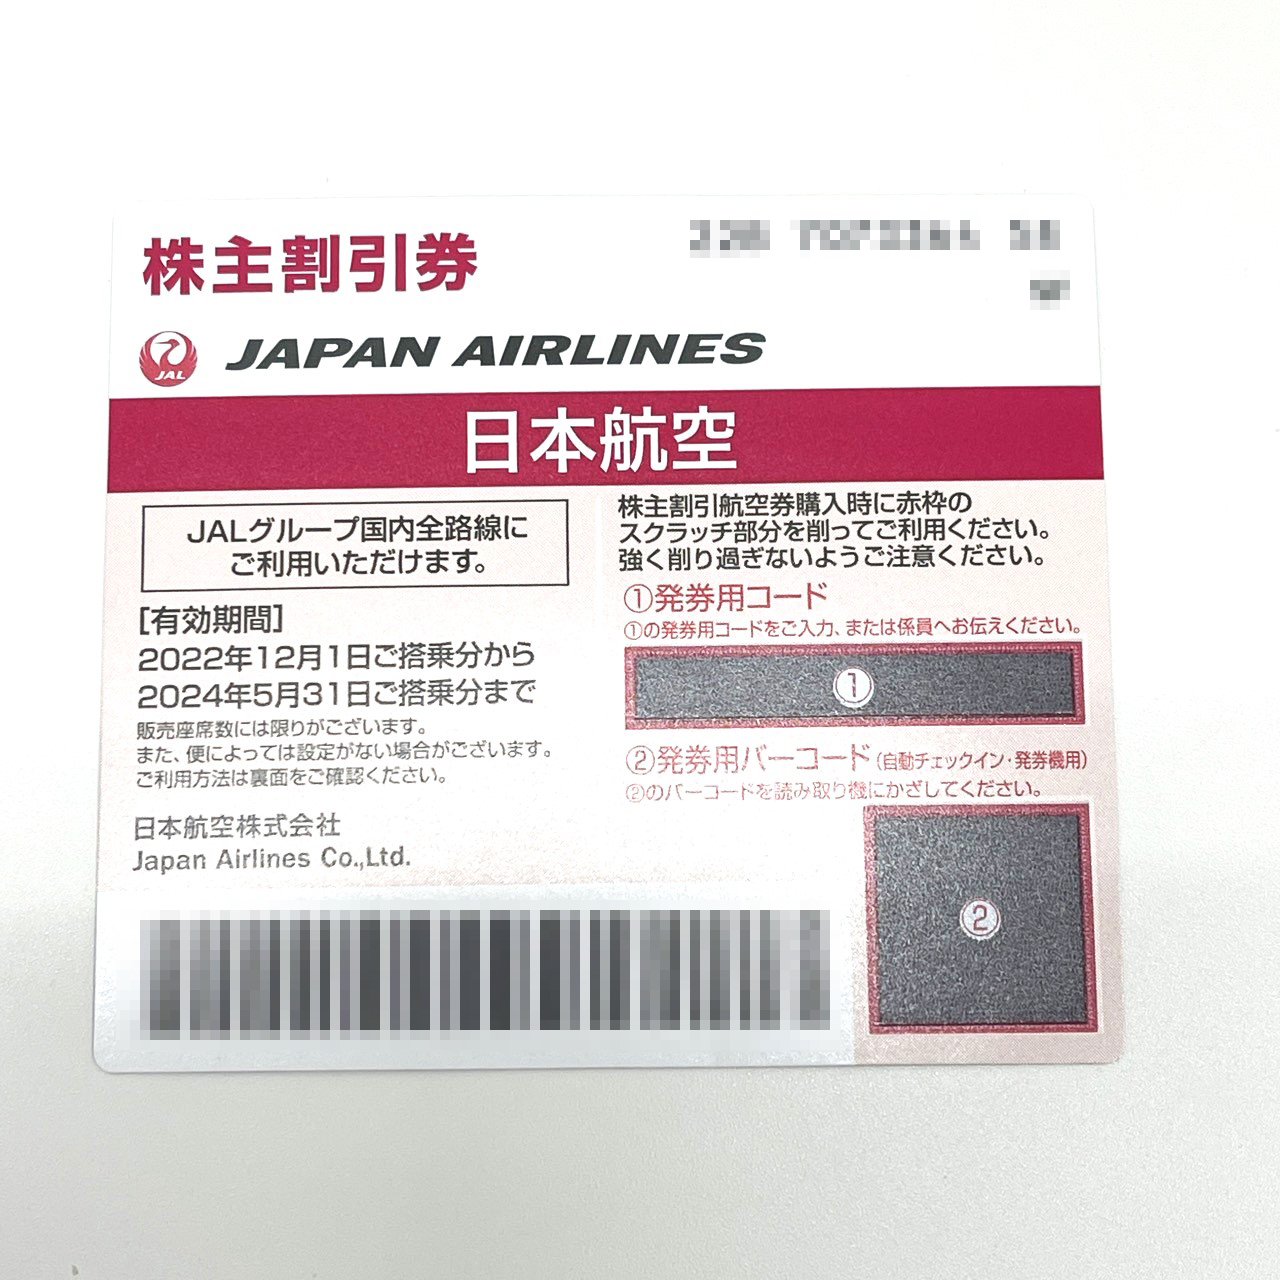 株主割引券
JAL
JAPAN AIRLINES
日本航空
JALグループ国内全路線に
ご利用いただけます。
[有効期間]
2022年12月1日ご搭乗分から
2024年5月31日ご搭乗分まで
販売座席数には限りがございます。
また、便によっては設定がない場合がございます。
ご利用方法は裏面をご確認ください。
日本航空株式会社
Japan Airlines Co.,Ltd.
株主割引航空券購入時に赤枠の
スクラッチ部分を削ってご利用ください。
強く削り過ぎないようご注意ください。
①発券用コード
①の発券用コードをご入力、または係員へお伝えください。
①
②発券用バーコード(自動チェックイン・発券機用)
②のバーコードを読み取り機にかざしてください。
②